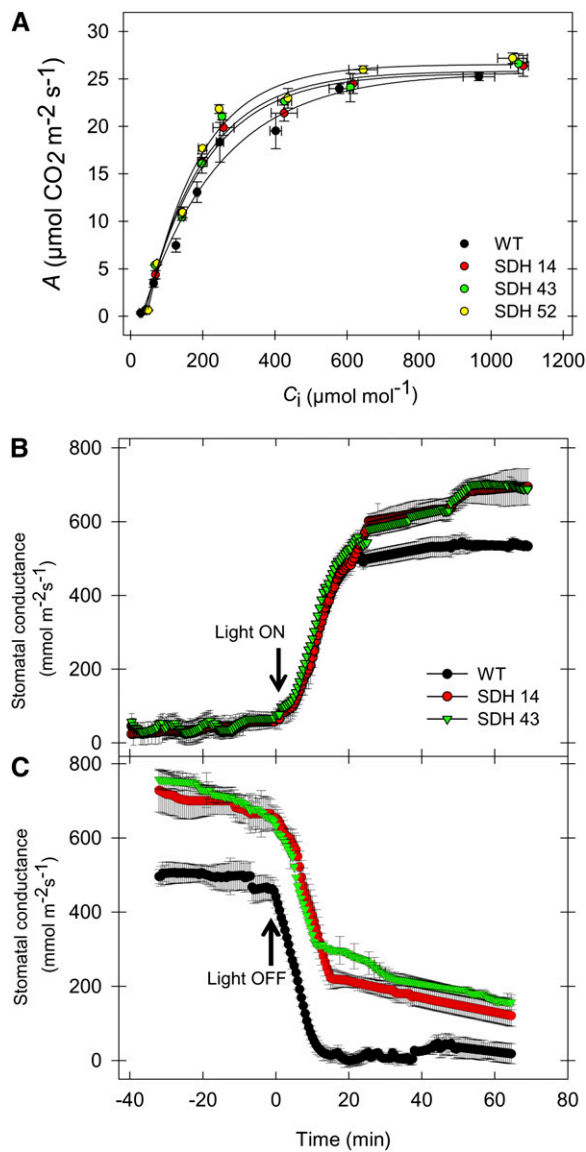 A
30
25
20
15
10
5
0
A (µmol CO2 m-2 s-1)
WT
SDH 14
SDH 43
SDH 52
0 200 400 600 800 1000 1200
Ci (µmol mol-1)
B
800
600
400
200
0
Stomatal conductance
(mmol m-2s-1)
Light ON
WT
SDH 14
SDH 43
C
800
600
400
200
0
Stomatal conductance
(mmol m-2s-1)
Light OFF
-40 -20 0 20 40 60 80
Time (min)